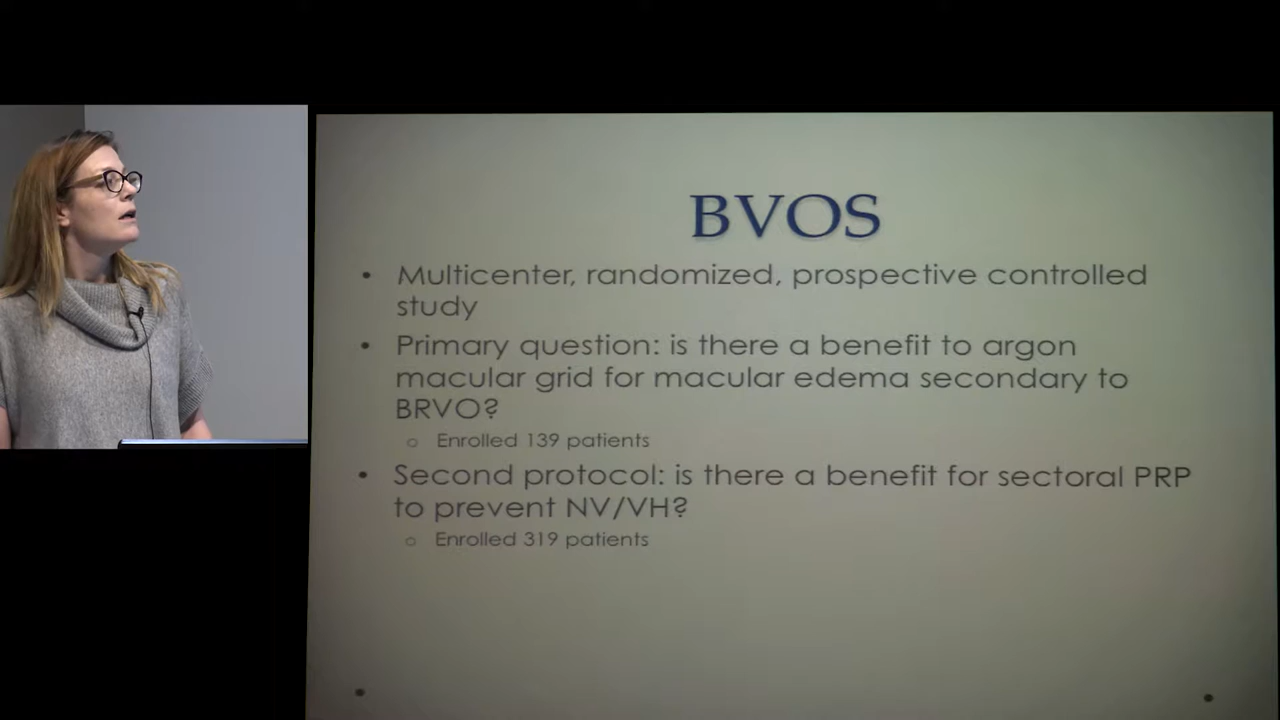 BVOS
• Multicenter, randomized, prospective controlled
study
• Primary question: is there a benefit to argon
macular grid for macular edema secondary to
BRVO?
o Enrolled 139 patients
• Second protocol: is there a benefit for sectoral PRP
to prevent NV/VH?
o Enrolled 319 patients